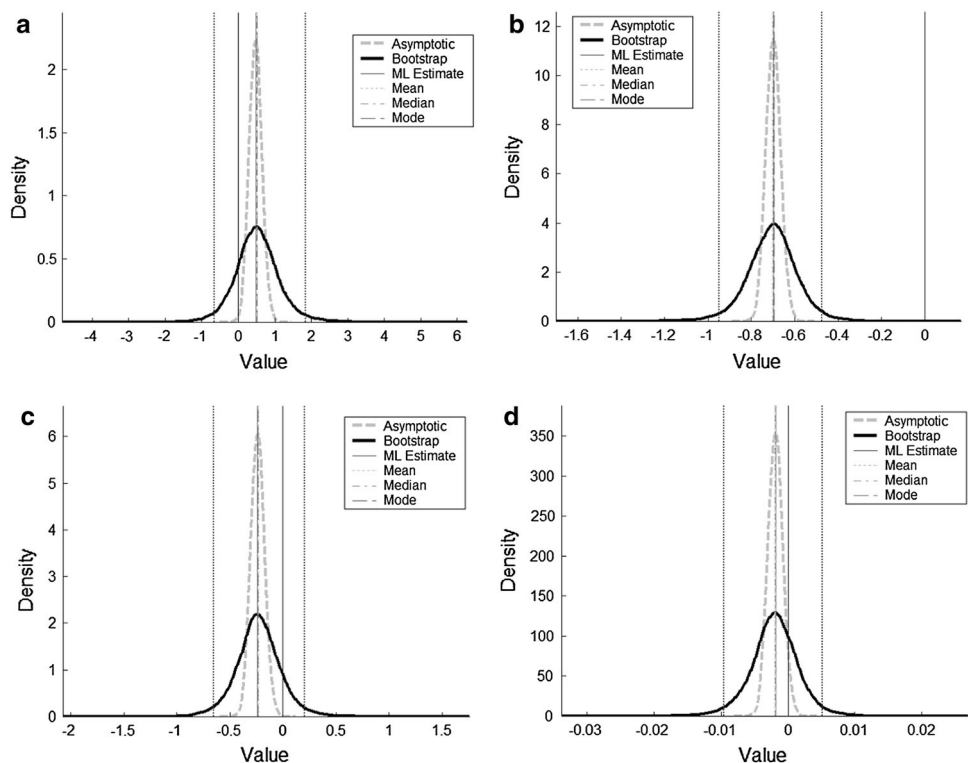 a
Density
2
1.5
1
0.5
0
-4 -3 -2 -1 0 1 2 3 4 5 6
Value
Asymptotic
Bootstrap
ML Estimate
Mean
Median
Mode
b
Density
12
10
8
6
4
2
0
-1.6 -1.4 -1.2 -1 -0.8 -0.6 -0.4 -0.2 0
Value
Asymptotic
Bootstrap
ML Estimate
Mean
Median
Mode
c
Density
6
5
4
3
2
1
0
-2 -1.5 -1 -0.5 0 0.5 1 1.5
Value
Asymptotic
Bootstrap
ML Estimate
Mean
Median
Mode
d
Density
350
300
250
200
150
100
50
0
-0.03 -0.02 -0.01 0 0.01 0.02
Value
Asymptotic
Bootstrap
ML Estimate
Mean
Median
Mode